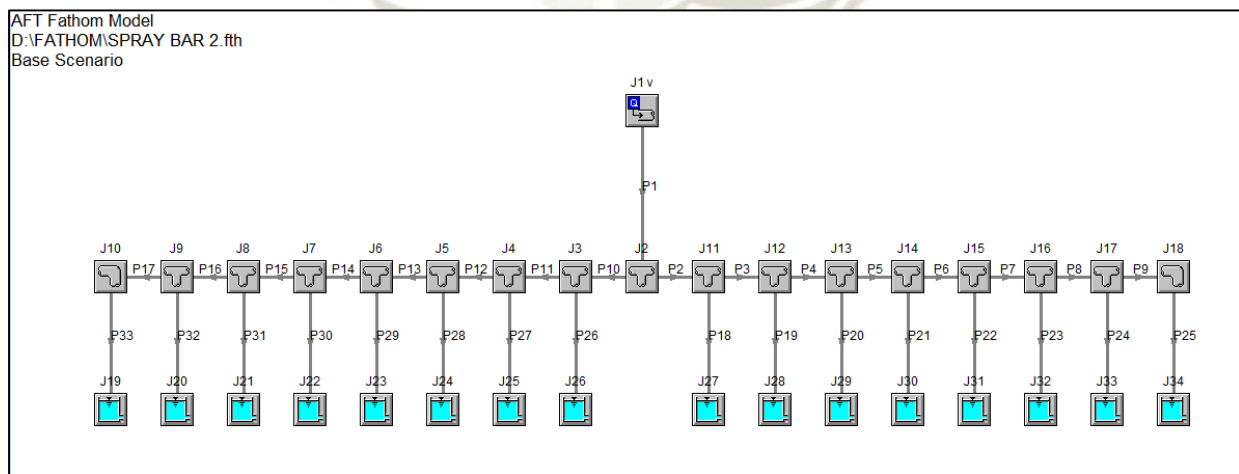 AFT Fathom Model
D:\FATHOM\SPRAY BAR 2.fth
Base Scenario
J1 v
Q
P1
J10 J9 J8 J7 J6 J5 J4 J3 J2 J11 J12 J13 J14 J15 J16 J17 J18
P17 P16 P15 P14 P13 P12 P11 P10 P2 P3 P4 P5 P6 P7 P8 P9
P33 P32 P31 P30 P29 P28 P27 P26 P18 P19 P20 P21 P22 P23 P24 P25
J19 J20 J21 J22 J23 J24 J25 J26 J27 J28 J29 J30 J31 J32 J33 J34